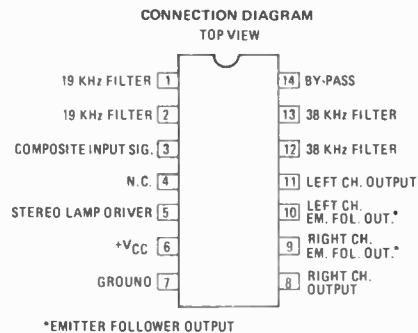 CONNECTION DIAGRAM
TOP VIEW
19 KHz FILTER 1
19 KHz FILTER 2
COMPOSITE INPUT SIG. 3
N.C. 4
STEREO LAMP DRIVER 5
+VCC 6
GROUND 7
14 BY-PASS
13 38 KHz FILTER
12 38 KHz FILTER
11 LEFT CH. OUTPUT
10 LEFT CH.
EM. FOL. OUT.*
9 RIGHT CH.
EM. FOL. OUT.*
8 RIGHT CH.
OUTPUT
*EMITTER FOLLOWER OUTPUT